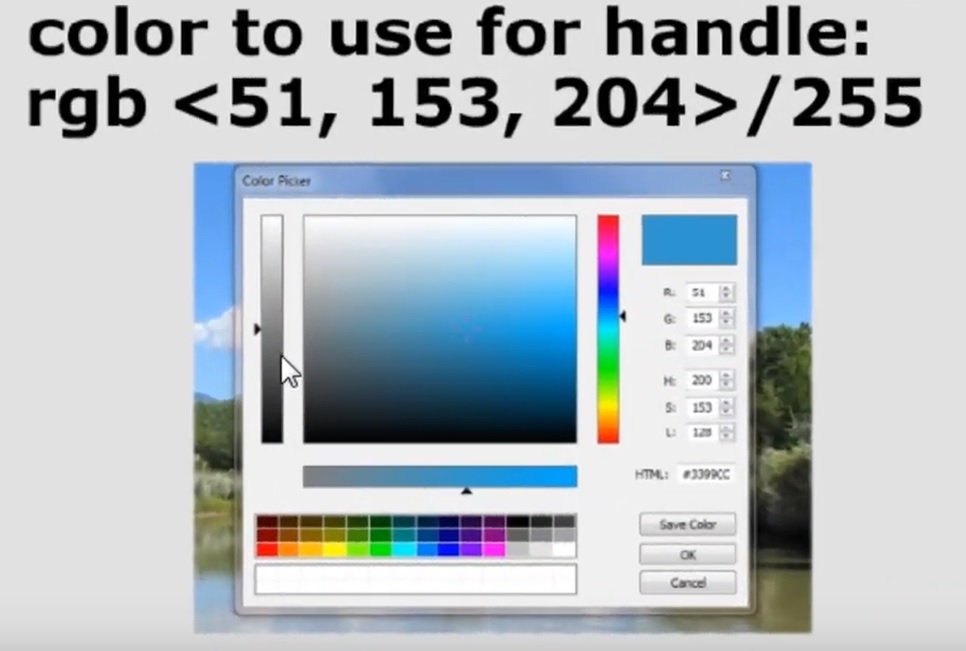 color to use for handle:
rgb <51, 153, 204>/255
Color Picker
R: 51
G: 153
B: 204
H: 200
S: 153
L: 128
HTML: #3399CC
Save Color
OK
Cancel